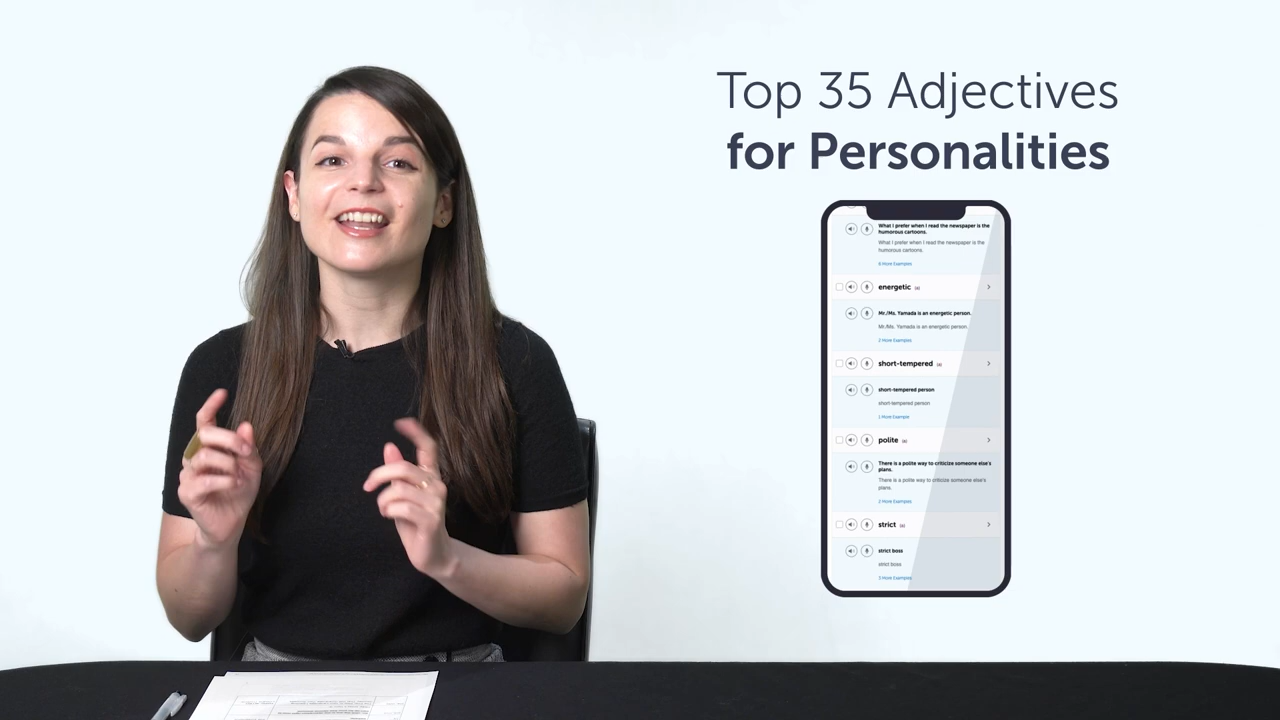 Top 35 Adjectives
for Personalities
What I prefer when I read the newspaper is the
humorous cartoons.
What I prefer when I read the newspaper is the
humorous cartoons.
6 More Examples
energetic (a)
Mr./Ms. Yamada is an energetic person.
Mr./Ms. Yamada is an energetic person.
2 More Examples
short-tempered (a)
short-tempered person
short-tempered person
1 More Example
polite (a)
There is a polite way to criticize someone else's
plans.
There is a polite way to criticize someone else's
plans.
2 More Examples
strict (a)
strict boss
strict boss
3 More Examples